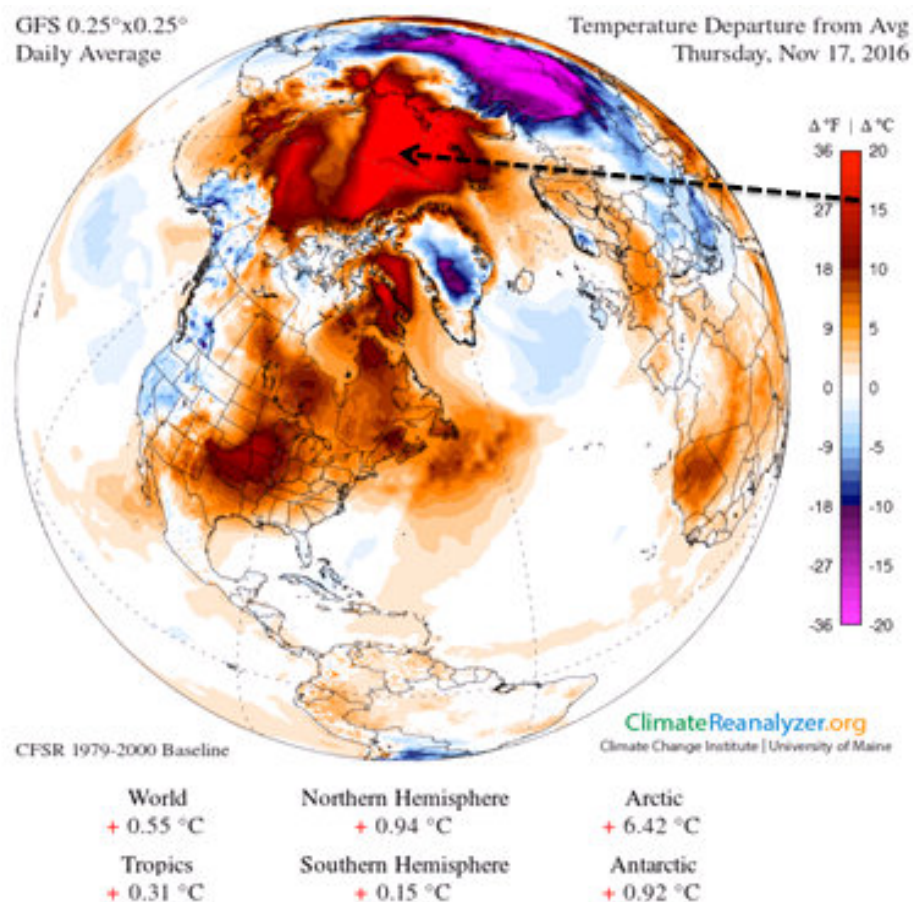 GFS 0.25°x0.25°
Daily Average
Temperature Departure from Avg
Thursday, Nov 17, 2016
Δ °F | Δ °C
36 20
27 15
18 10
9 5
0 0
-9 -5
-18 -10
-27 -15
-36 -20
ClimateReanalyzer.org
Climate Change Institute | University of Maine
CFSR 1979-2000 Baseline
World
+ 0.55 °C
Northern Hemisphere
+ 0.94 °C
Arctic
+ 6.42 °C
Tropics
+ 0.31 °C
Southern Hemisphere
+ 0.15 °C
Antarctic
+ 0.92 °C